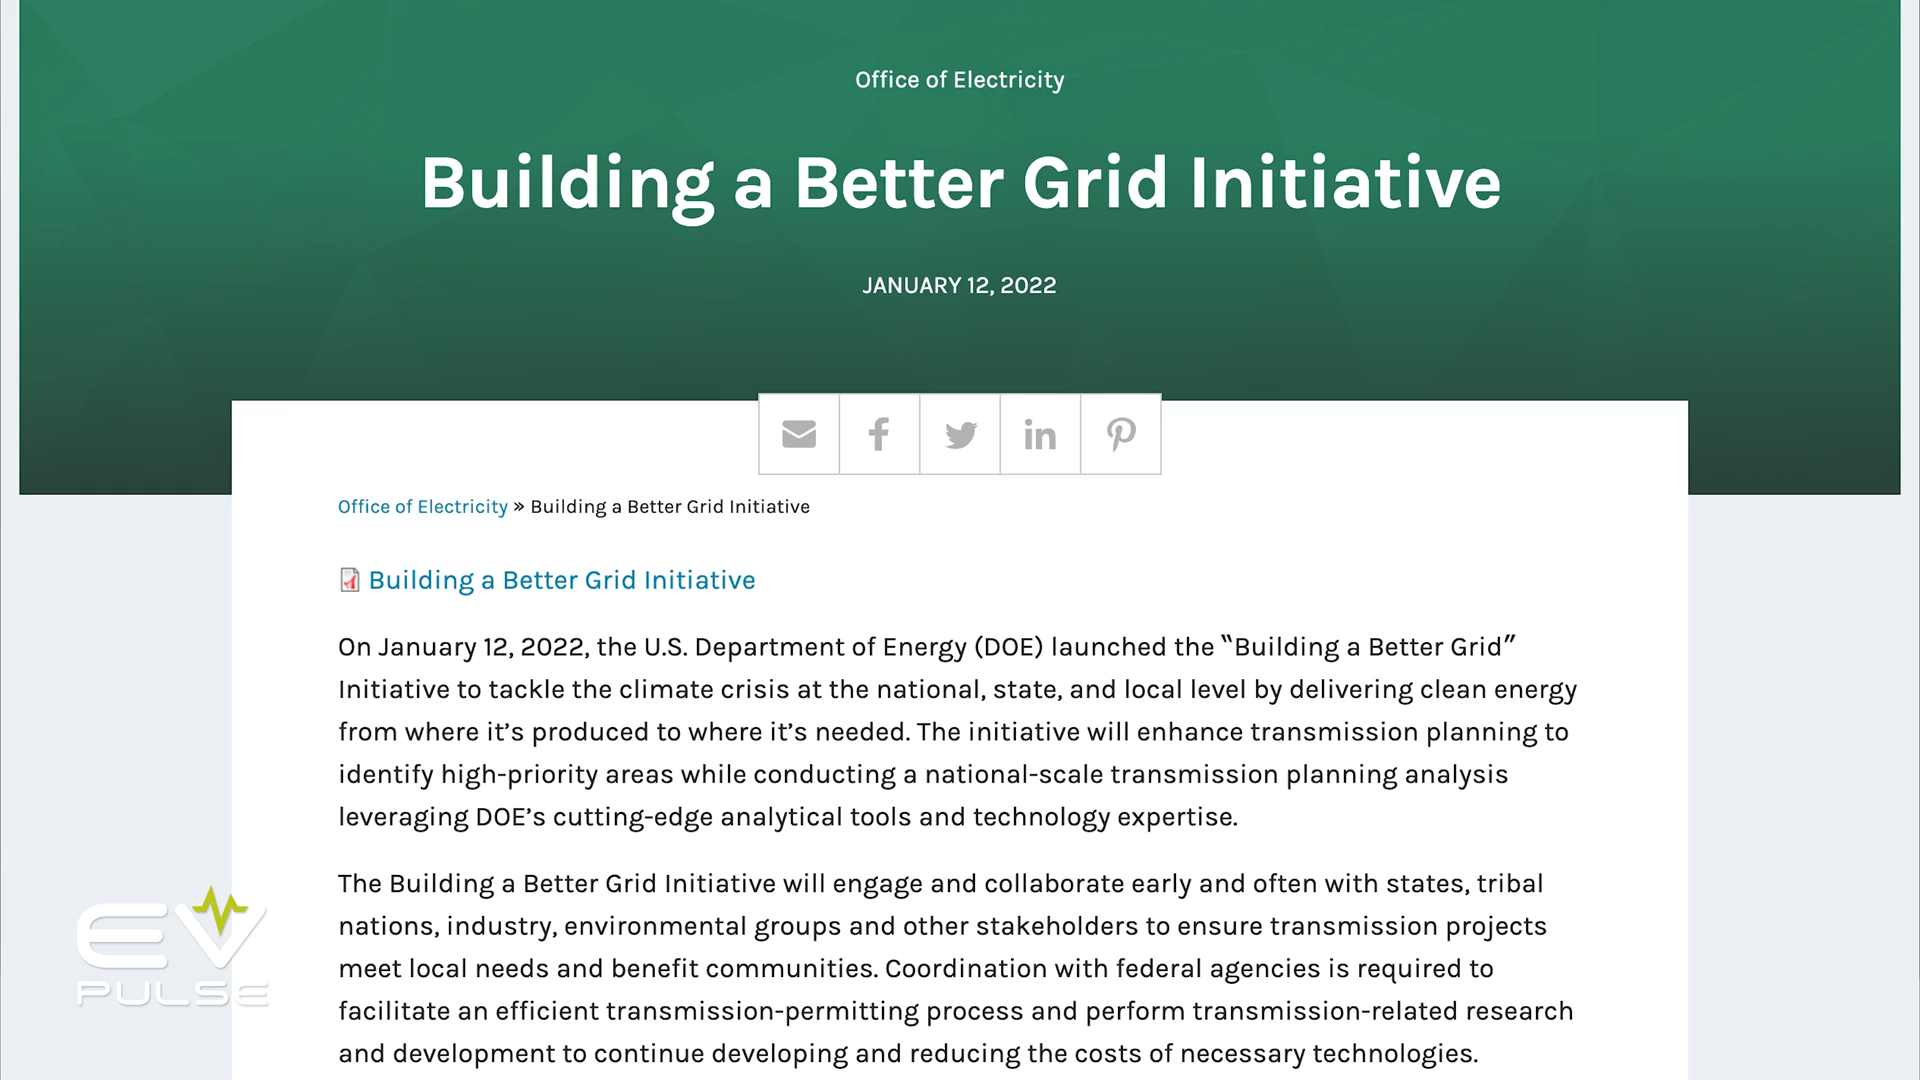 Office of Electricity
Building a Better Grid Initiative
JANUARY 12, 2022
Office of Electricity » Building a Better Grid Initiative
Building a Better Grid Initiative
On January 12, 2022, the U.S. Department of Energy (DOE) launched the “Building a Better Grid”
Initiative to tackle the climate crisis at the national, state, and local level by delivering clean energy
from where it’s produced to where it’s needed. The initiative will enhance transmission planning to
identify high-priority areas while conducting a national-scale transmission planning analysis
leveraging DOE’s cutting-edge analytical tools and technology expertise.
The Building a Better Grid Initiative will engage and collaborate early and often with states, tribal
nations, industry, environmental groups and other stakeholders to ensure transmission projects
meet local needs and benefit communities. Coordination with federal agencies is required to
facilitate an efficient transmission-permitting process and perform transmission-related research
and development to continue developing and reducing the costs of necessary technologies.
EV
PULSE